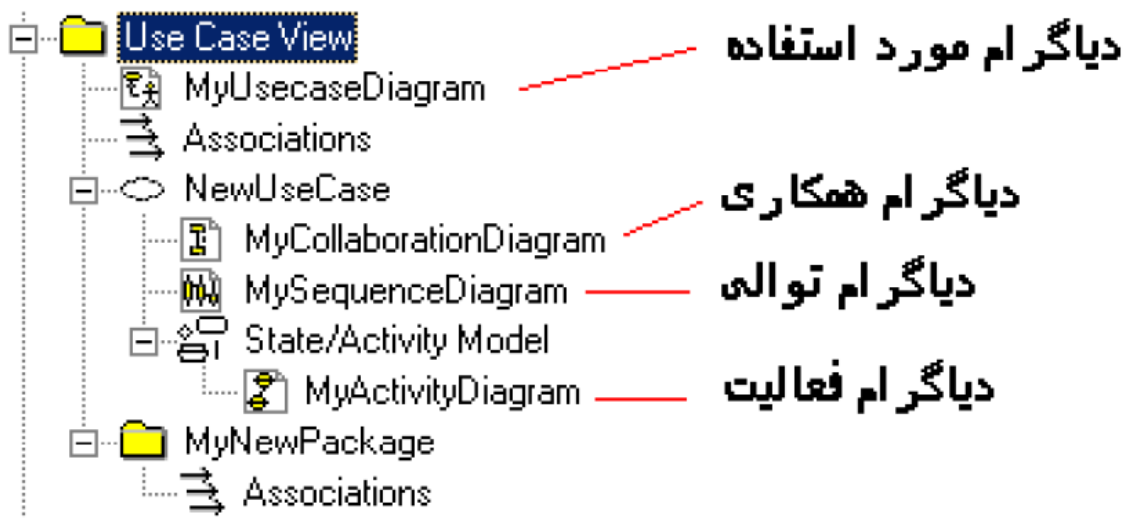 Use Case View
دیاگرام مورد استفاده
MyUsecaseDiagram
Associations
NewUseCase
دیاگرام همکاری
MyCollaborationDiagram
MySequenceDiagram
دیاگرام توالی
State/Activity Model
MyActivityDiagram
دیاگرام فعالیت
MyNewPackage
Associations